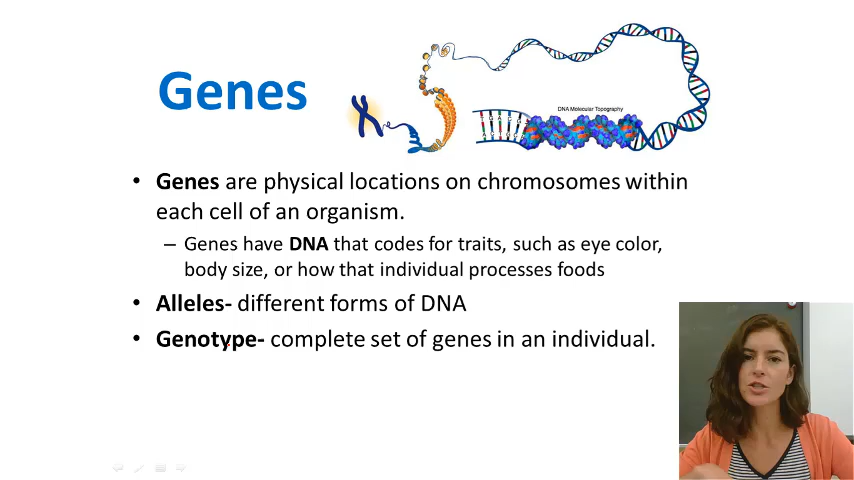 Genes
DNA Molecular Topography
• Genes are physical locations on chromosomes within
each cell of an organism.
– Genes have DNA that codes for traits, such as eye color,
body size, or how that individual processes foods
• Alleles- different forms of DNA
• Genotype- complete set of genes in an individual.